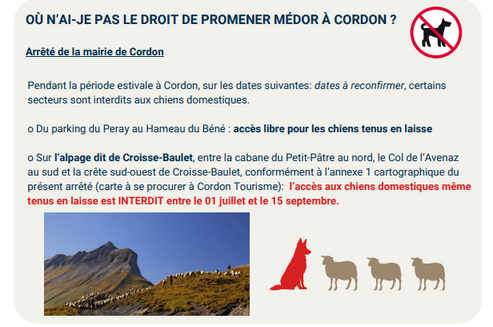 OÙ N'AI-JE PAS LE DROIT DE PROMENER MÉDOR À CORDON ?
Arrêté de la mairie de Cordon
Pendant la période estivale à Cordon, sur les dates suivantes: dates à reconfirmer, certains
secteurs sont interdits aux chiens domestiques.
o Du parking du Peray au Hameau du Béné : accès libre pour les chiens tenus en laisse
o Sur l'alpage dit de Croisse-Baulet, entre la cabane du Petit-Pâtre au nord, le Col de l'Avenaz
au sud et la crête sud-ouest de Croisse-Baulet, conformément à l'annexe 1 cartographique du
présent arrêté (carte à se procurer à Cordon Tourisme): l'accès aux chiens domestiques même
tenus en laisse est INTERDIT entre le 01 juillet et le 15 septembre.